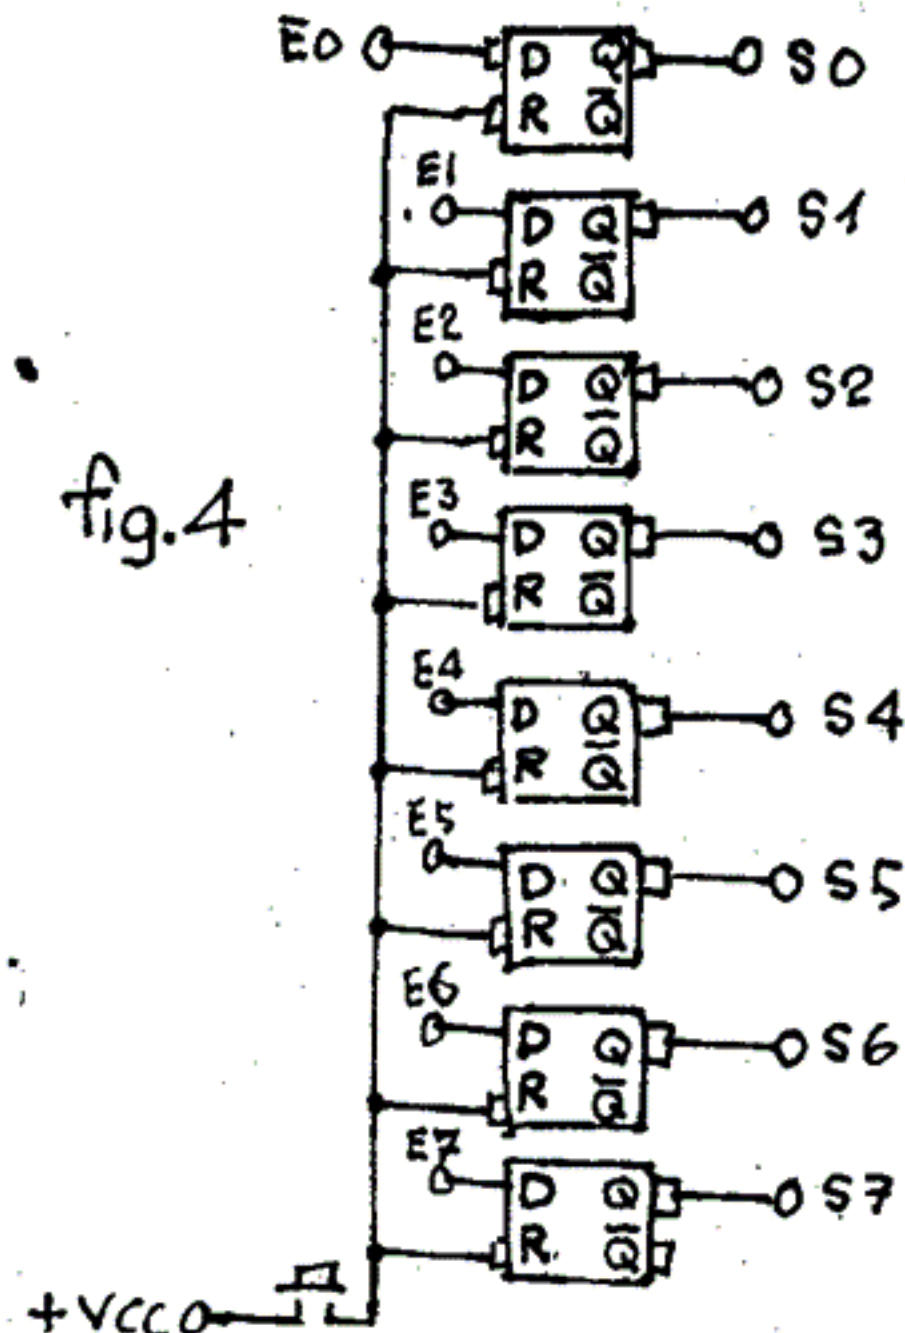 E0 D Q S0
R Q̅
E1
D Q S1
R Q̅
E2
D Q S2
R Q̅
fig.4
E3
D Q S3
R Q̅
E4
D Q S4
R Q̅
E5
D Q S5
R Q̅
E6
D Q S6
R Q̅
E7
D Q S7
R Q̅
+VCC